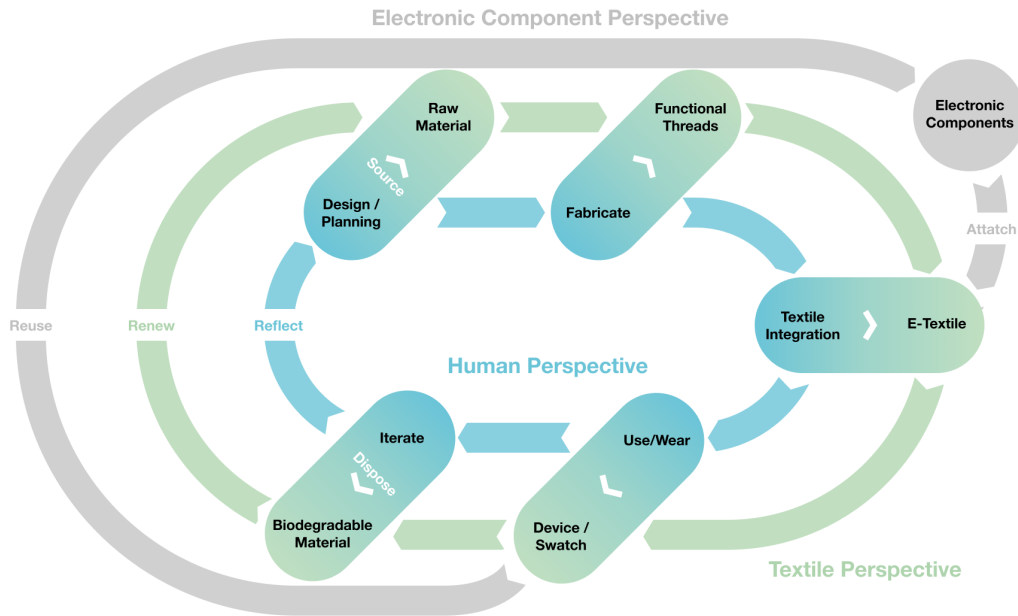 Electronic Component Perspective
Raw
Material
Functional
Threads
Electronic
Components
Source
Design /
Planning
Fabricate
Attatch
Reuse
Renew
Reflect
Textile
Integration
E-Textile
Human Perspective
Iterate
Use/Wear
Dispose
Biodegradable
Material
Device /
Swatch
Textile Perspective